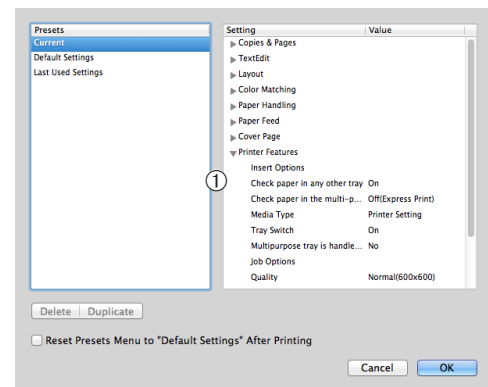 Presets
Current
Default Settings
Last Used Settings
Setting Value
Copies & Pages
TextEdit
Layout
Color Matching
Paper Handling
Paper Feed
Cover Page
Printer Features
Insert Options
①
Check paper in any other tray On
Check paper in the multi-p... Off(Express Print)
Media Type Printer Setting
Tray Switch On
Multipurpose tray is handle... No
Job Options
Quality Normal(600x600)
Delete Duplicate
Reset Presets Menu to "Default Settings" After Printing
Cancel OK